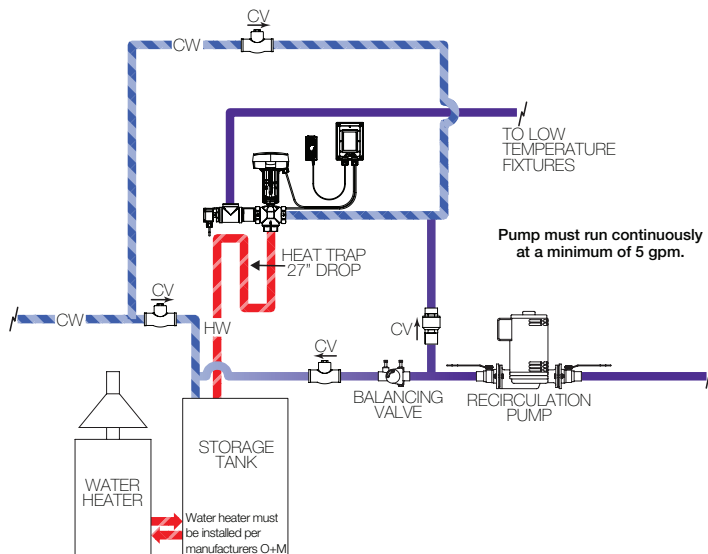 CV
CW
TO LOW
TEMPERATURE
FIXTURES
Pump must run continuously
at a minimum of 5 gpm.
HEAT TRAP
27" DROP
CV
CW
HW
CV
CV
BALANCING
VALVE
RECIRCULATION
PUMP
STORAGE
TANK
WATER
HEATER
Water heater must
be installed per
manufacturers O+M